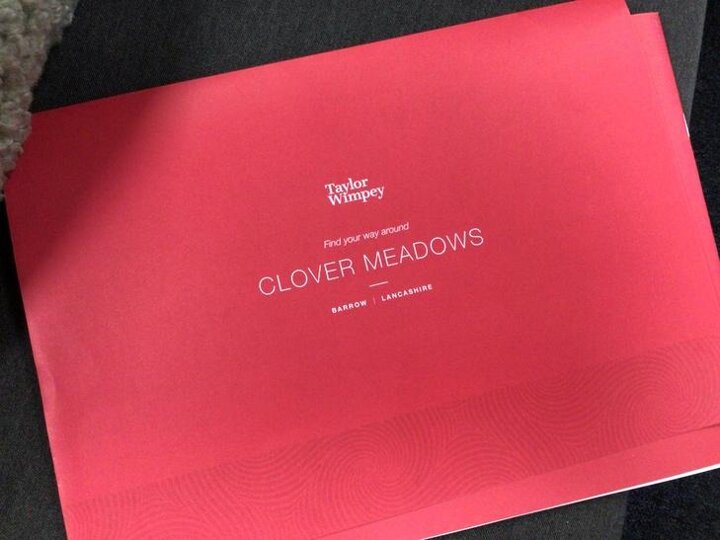 Taylor
Wimpey
Find your way around
CLOVER MEADOWS
BARROW | LANCASHIRE